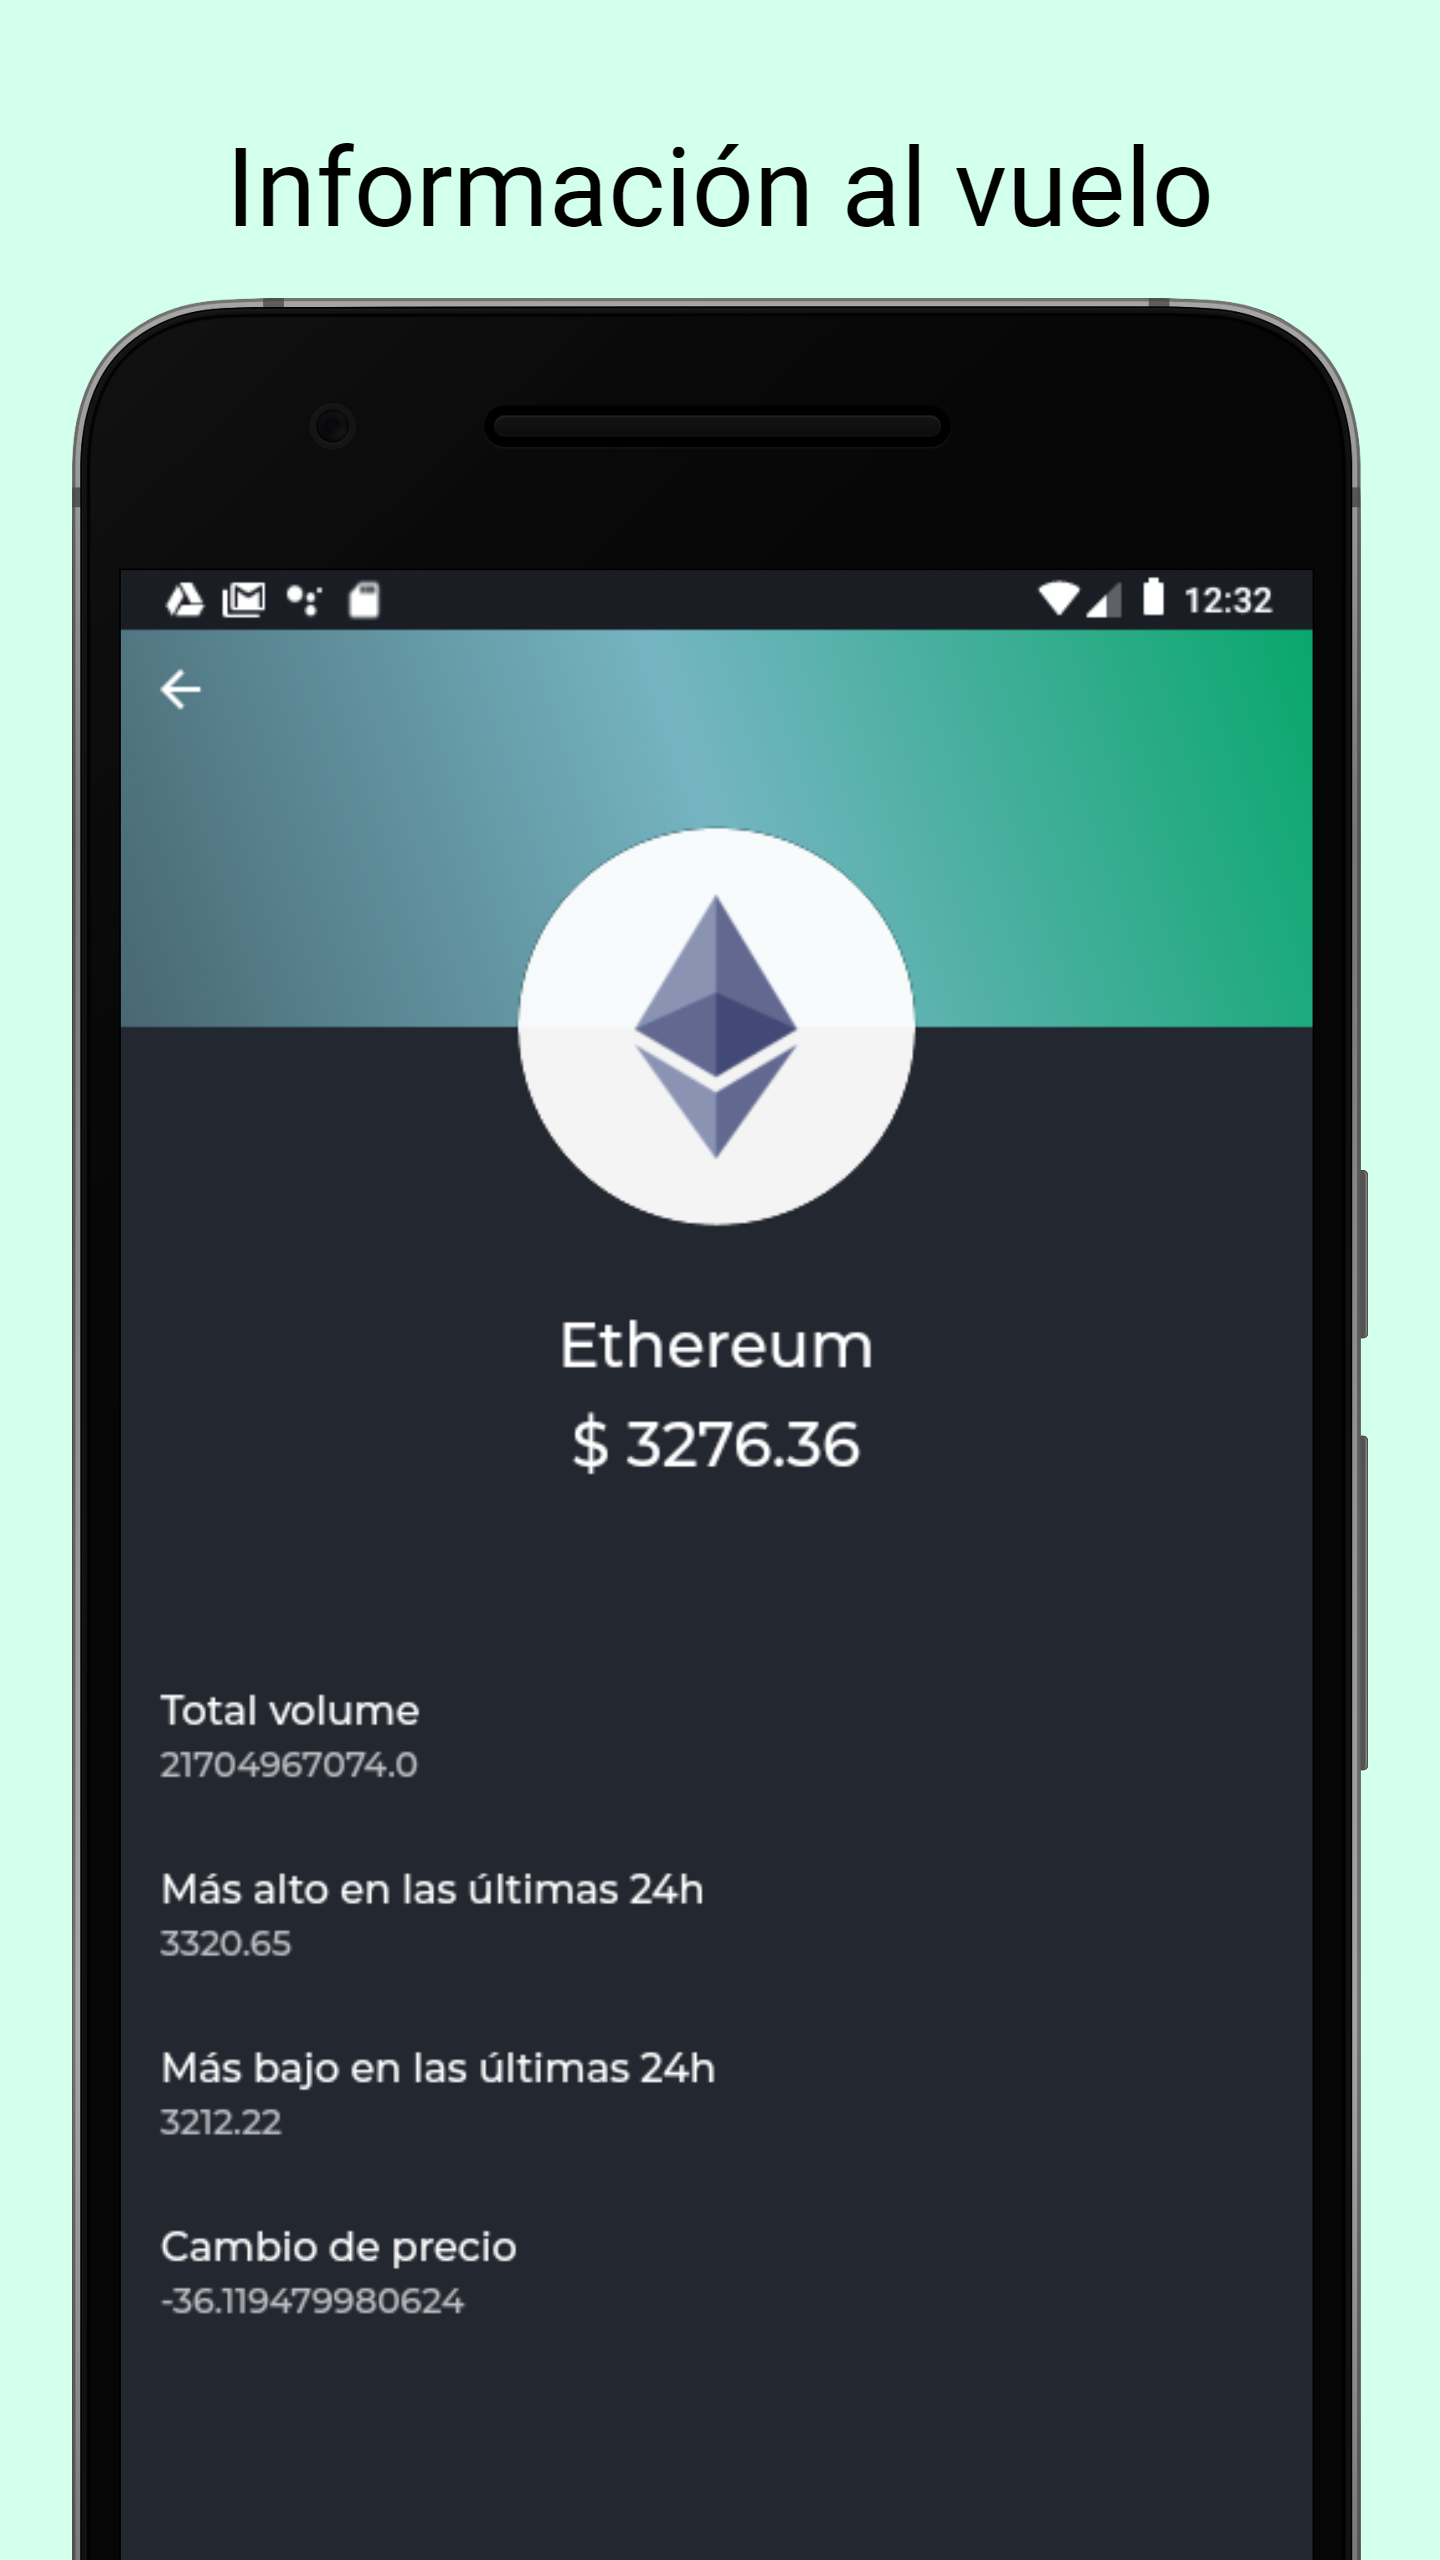 Información al vuelo
12:32
Ethereum
$ 3276.36
Total volume
21704967074.0
Más alto en las últimas 24h
3320.65
Más bajo en las últimas 24h
3212.22
Cambio de precio
-36.119479980624